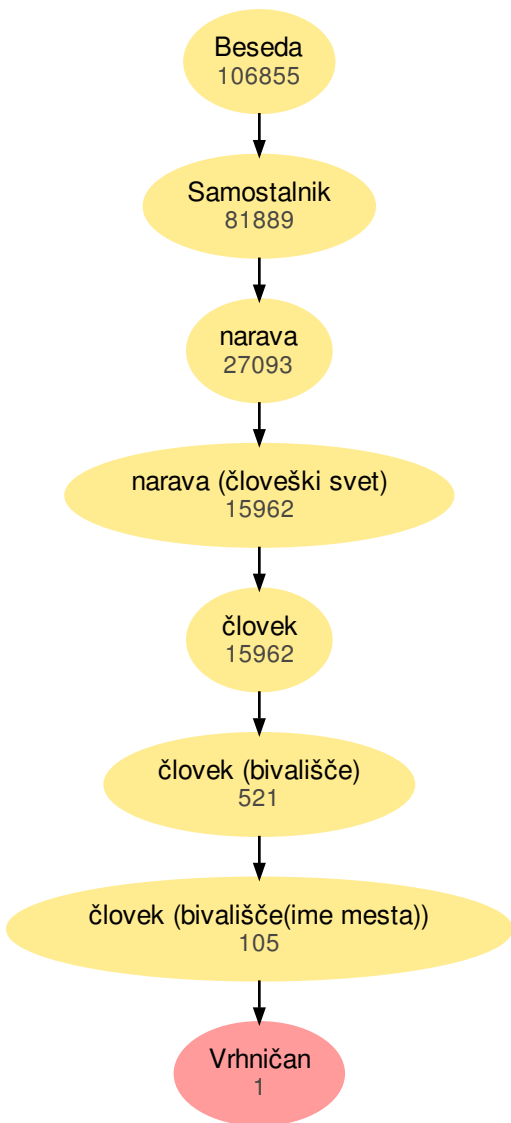 Beseda
106855
Samostalnik
81889
narava
27093
narava (človeški svet)
15962
človek
15962
človek (bivališče)
521
človek (bivališče(ime mesta))
105
Vrhničan
1